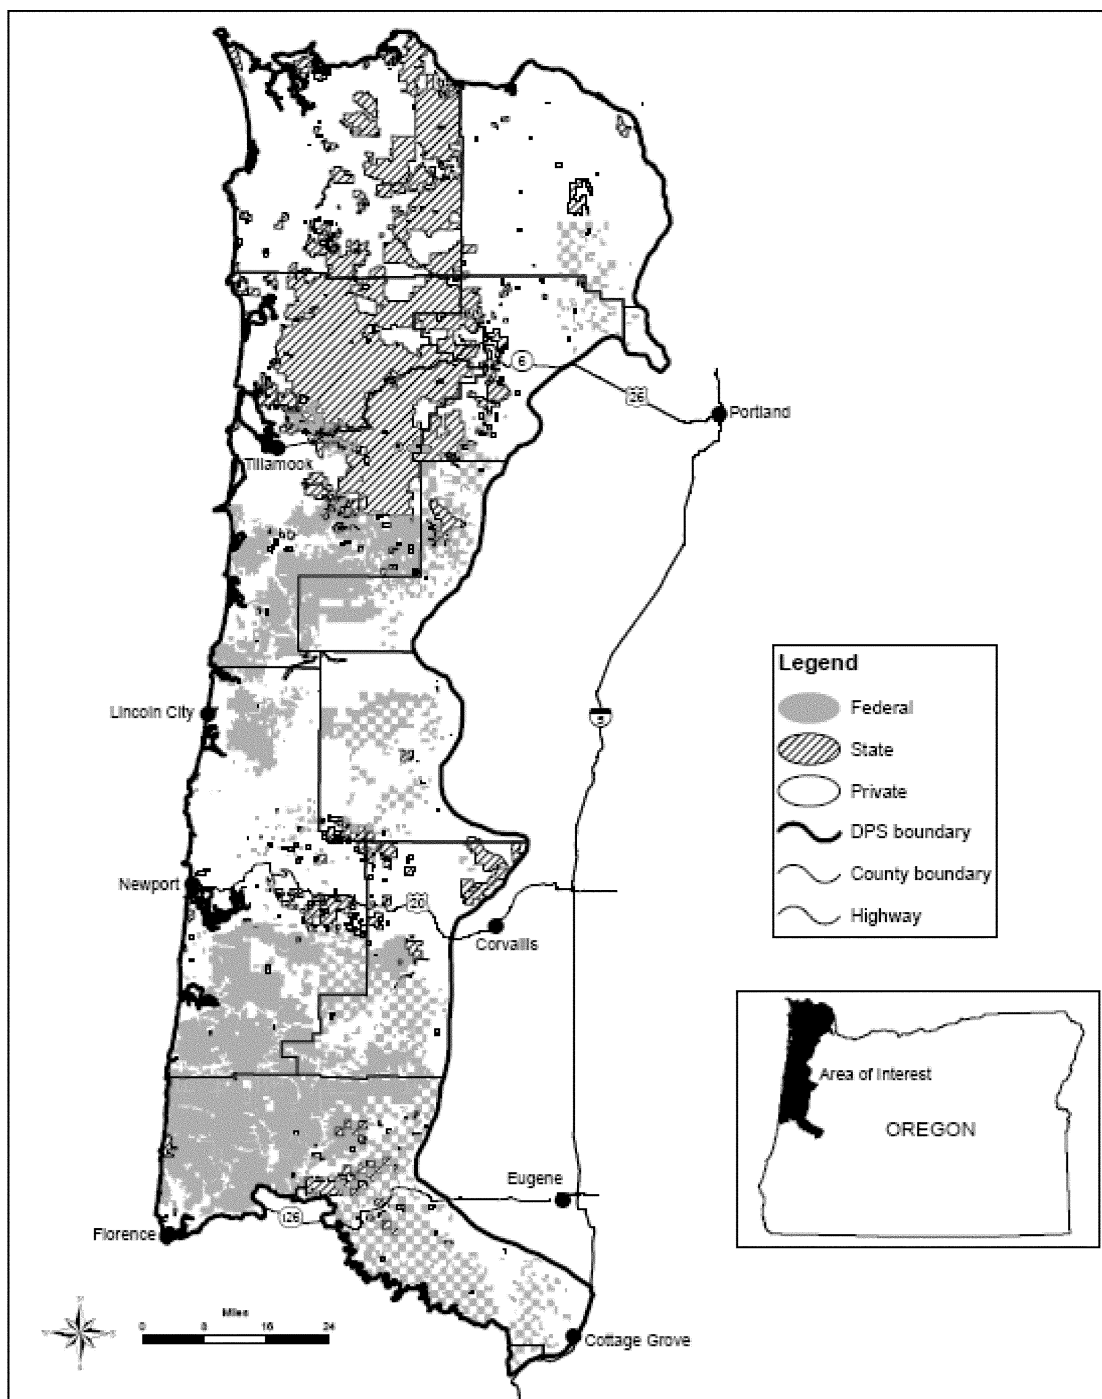 6
26
Portland
Tillamook
Legend
Federal
State
Private
DPS boundary
County boundary
Highway
5
Lincoln City
Newport
20
Corvallis
Area of Interest
OREGON
Eugene
126
Florence
Miles
0 8 16 24
Cottage Grove